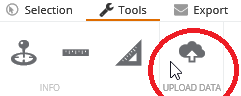 Selection Tools Export
INFO UPLOAD DATA